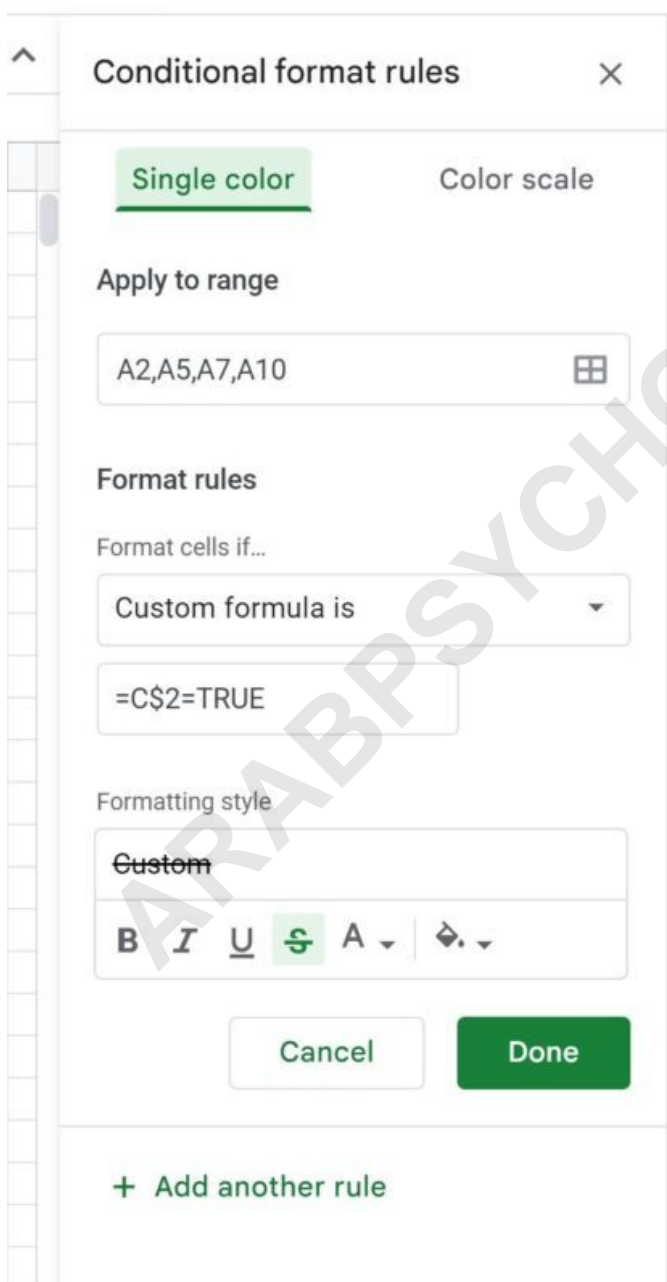 Conditional format rules
Single color
Color scale
Apply to range
A2,A5,A7,A10
Format rules
Format cells if...
Custom formula is
=C$2=TRUE
Formatting style
Custom
B I U S A
Cancel
Done
+ Add another rule
ARABPSYCHO